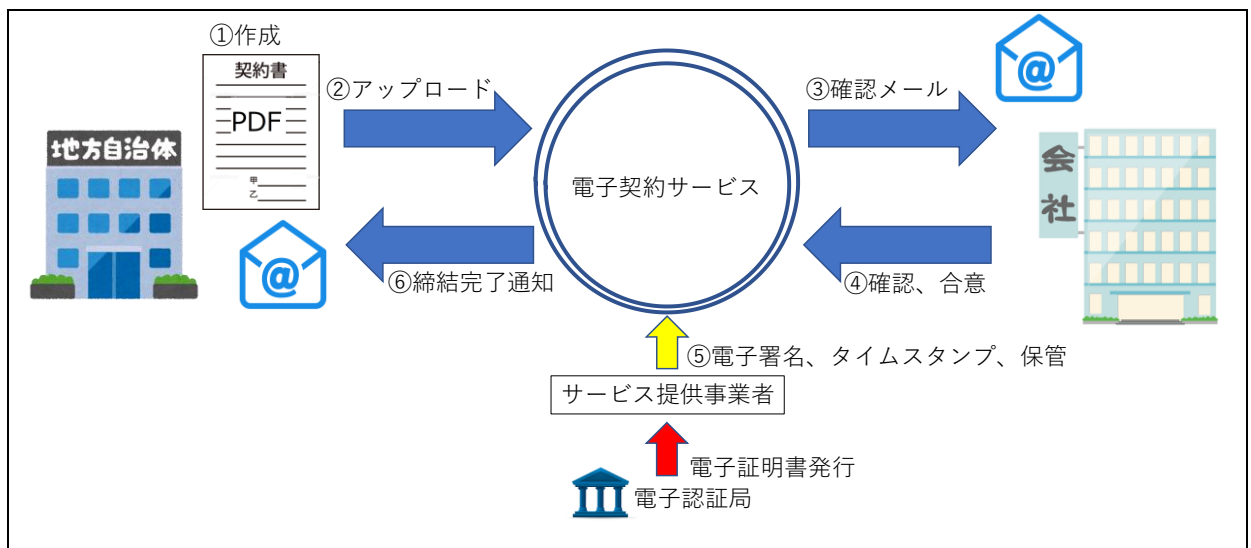 ①作成
契約書
PDF
甲
乙
②アップロード
③確認メール
地方自治体
電子契約サービス
会社
⑥締結完了通知
④確認、合意
⑤電子署名、タイムスタンプ、保管
サービス提供事業者
電子証明書発行
電子認証局